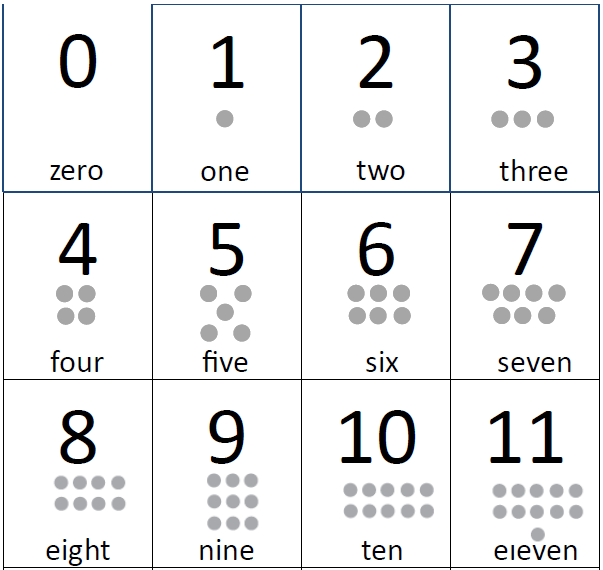 0 1 2 3
zero one two three
4 5 6 7
four five six seven
8 9 10 11
eight nine ten eleven